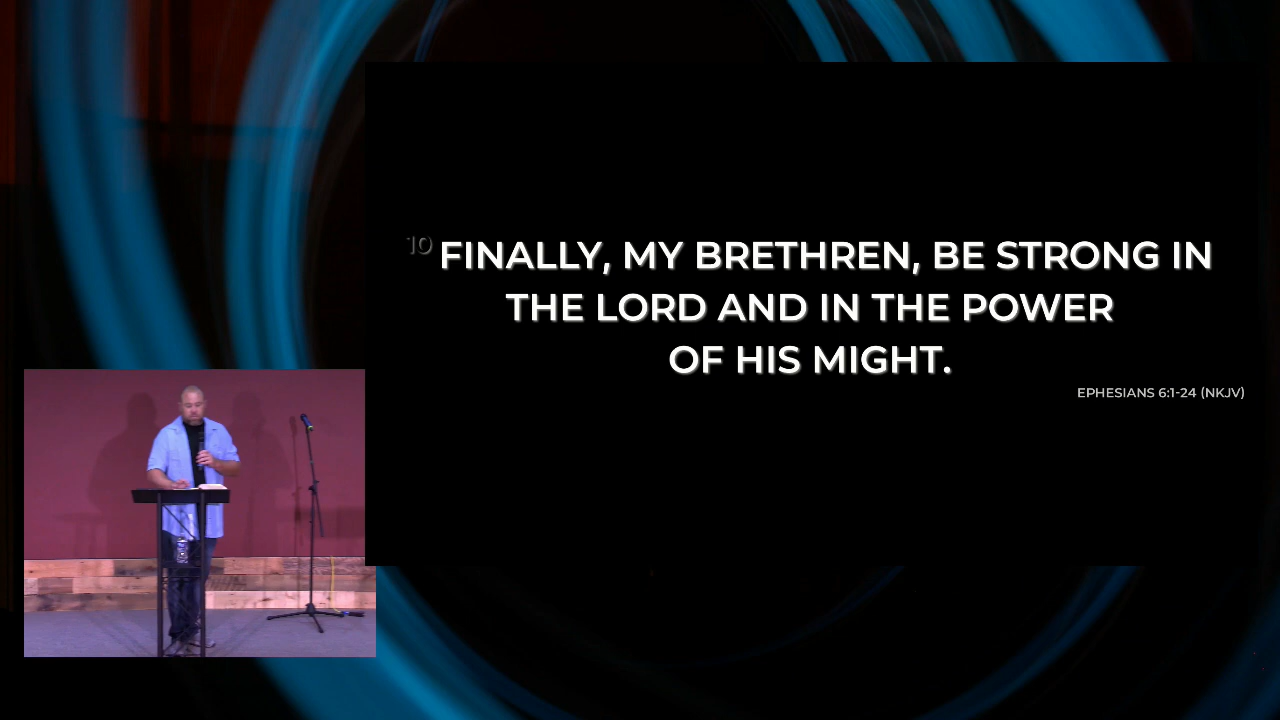 10 FINALLY, MY BRETHREN, BE STRONG IN
THE LORD AND IN THE POWER
OF HIS MIGHT.
EPHESIANS 6:1-24 (NKJV)